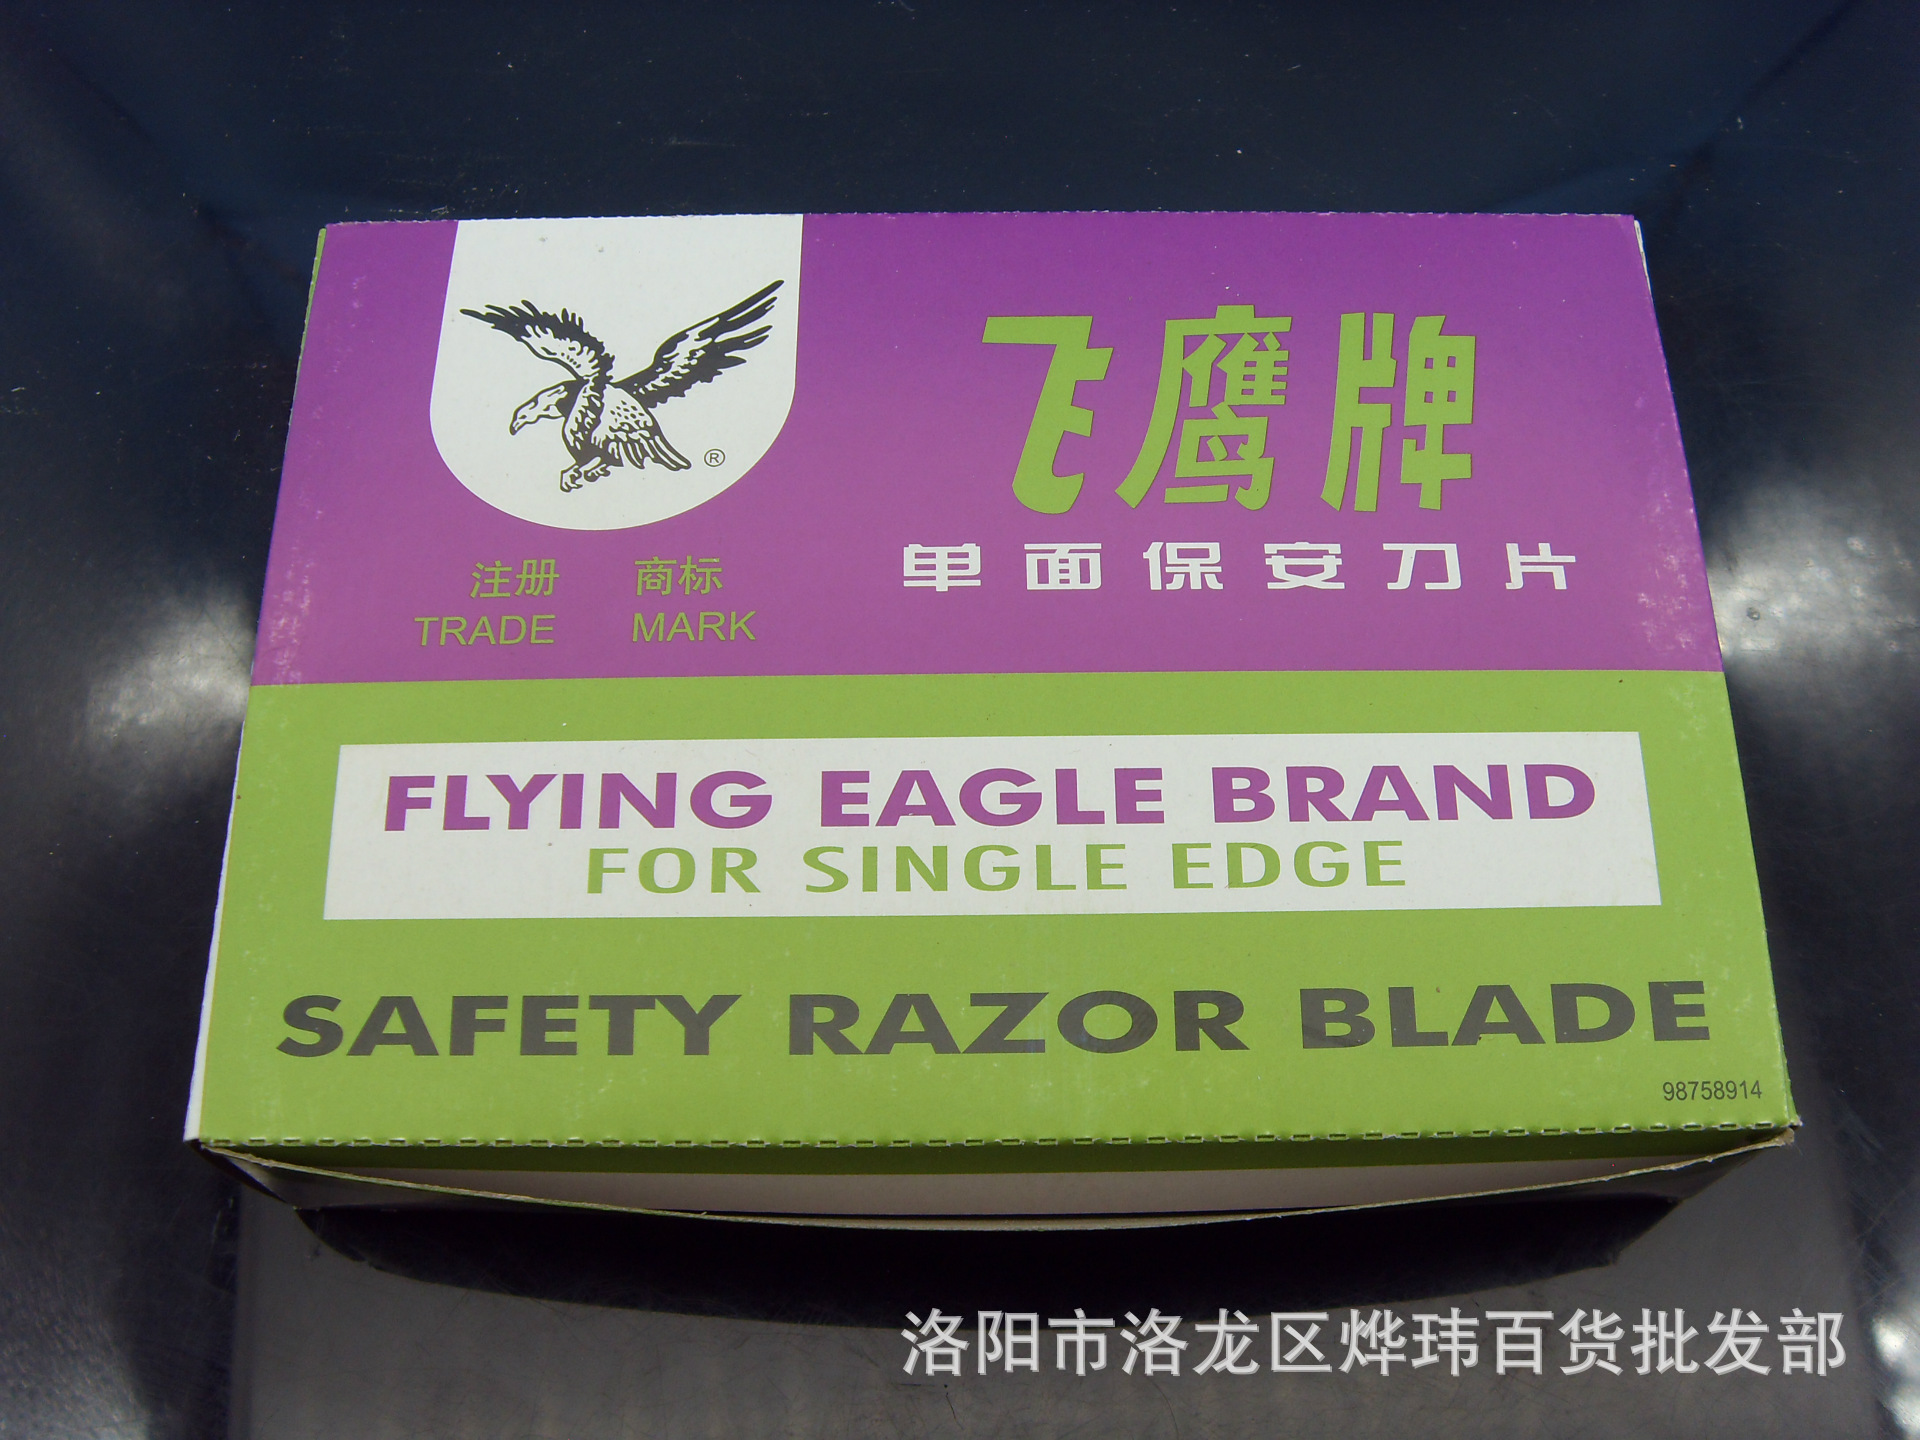 ®
注册 商标
TRADE MARK
飞鹰牌
单面保安刀片
FLYING EAGLE BRAND
FOR SINGLE EDGE
SAFETY RAZOR BLADE
98758914
洛阳市洛龙区烨玮百货批发部